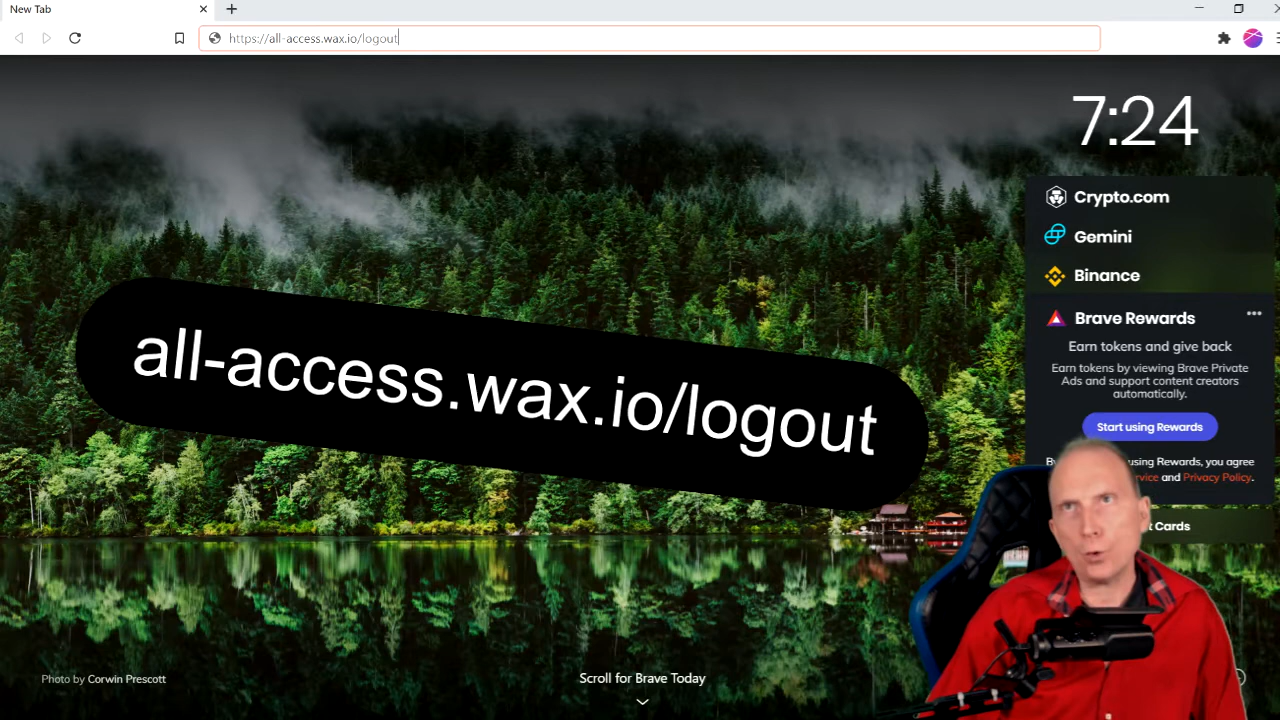 New Tab
https://all-access.wax.io/logout
7:24
Crypto.com
Gemini
Binance
Brave Rewards
Earn tokens and give back
Earn tokens by viewing Brave Private
Ads and support content creators
automatically.
Start using Rewards
using Rewards, you agree
and Privacy Policy.
Cards
all-access.wax.io/logout
Photo by Corwin Prescott
Scroll for Brave Today